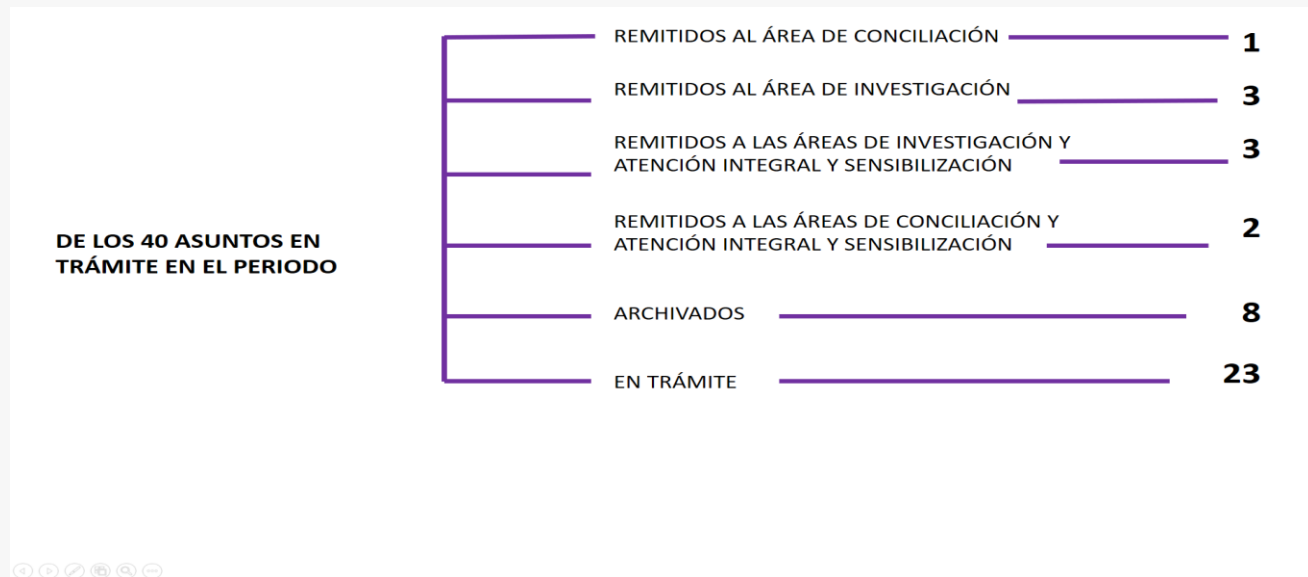 REMITIDOS AL ÁREA DE CONCILIACIÓN 1
REMITIDOS AL ÁREA DE INVESTIGACIÓN 3
REMITIDOS A LAS ÁREAS DE INVESTIGACIÓN Y
ATENCIÓN INTEGRAL Y SENSIBILIZACIÓN 3
DE LOS 40 ASUNTOS EN
TRÁMITE EN EL PERIODO
REMITIDOS A LAS ÁREAS DE CONCILIACIÓN Y
ATENCIÓN INTEGRAL Y SENSIBILIZACIÓN 2
ARCHIVADOS 8
EN TRÁMITE 23